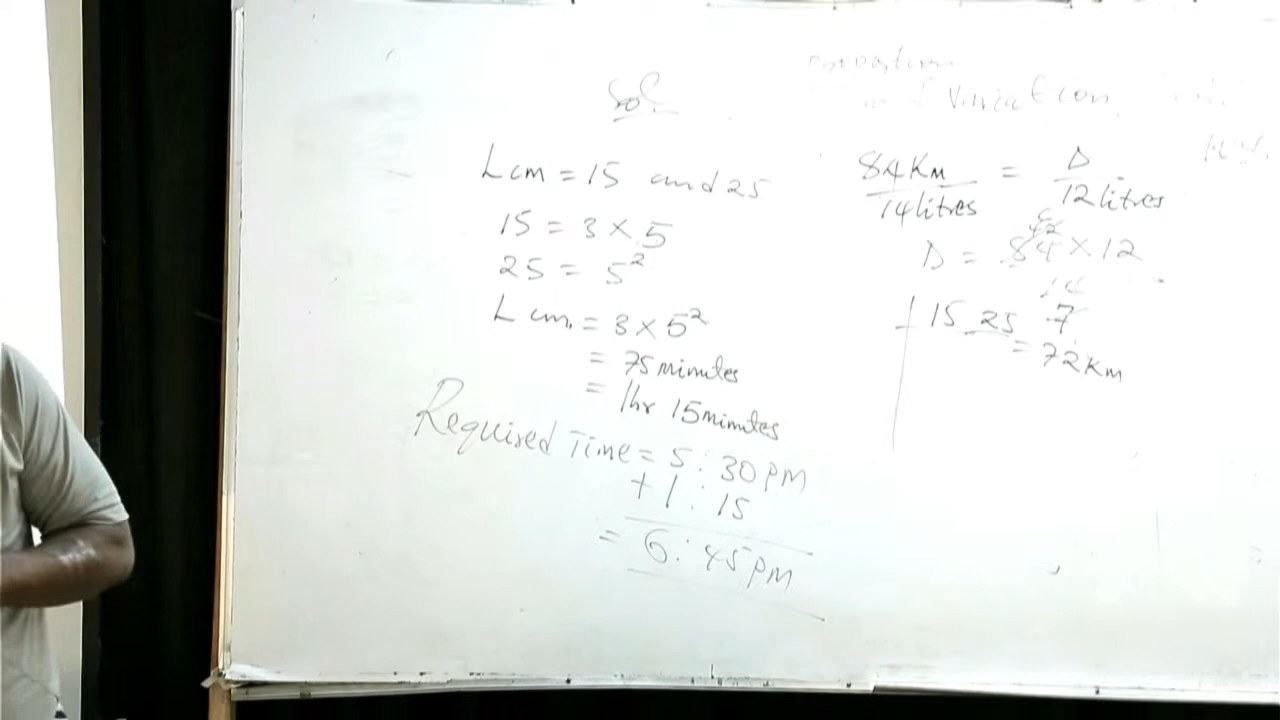 Sol.
Lcm = 15 and 25
15 = 3 × 5
25 = 5²
Lcm. = 3 × 5²
= 75 minutes
= 1hr 15 minutes
Required Time = 5:30 pm
+ 1:15
= 6:45 pm
variation
84Km / 14 litres = D / 12 litres
D = 84 × 12
42
15 25 7
= 72 Km